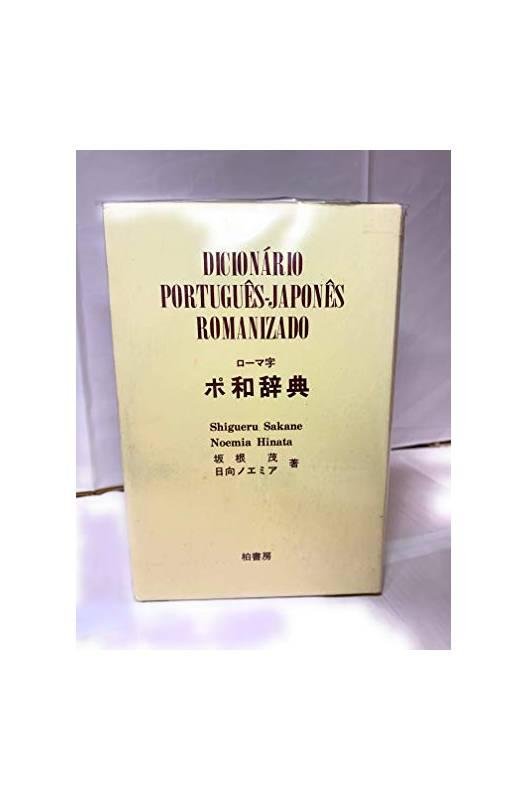 DICIONÁRIO
PORTUGUÊS-JAPONÊS
ROMANIZADO
ローマ字
ポ和辞典
Shigueru Sakane
Noemia Hinata
坂根 茂
日向ノエミア 著
柏書房